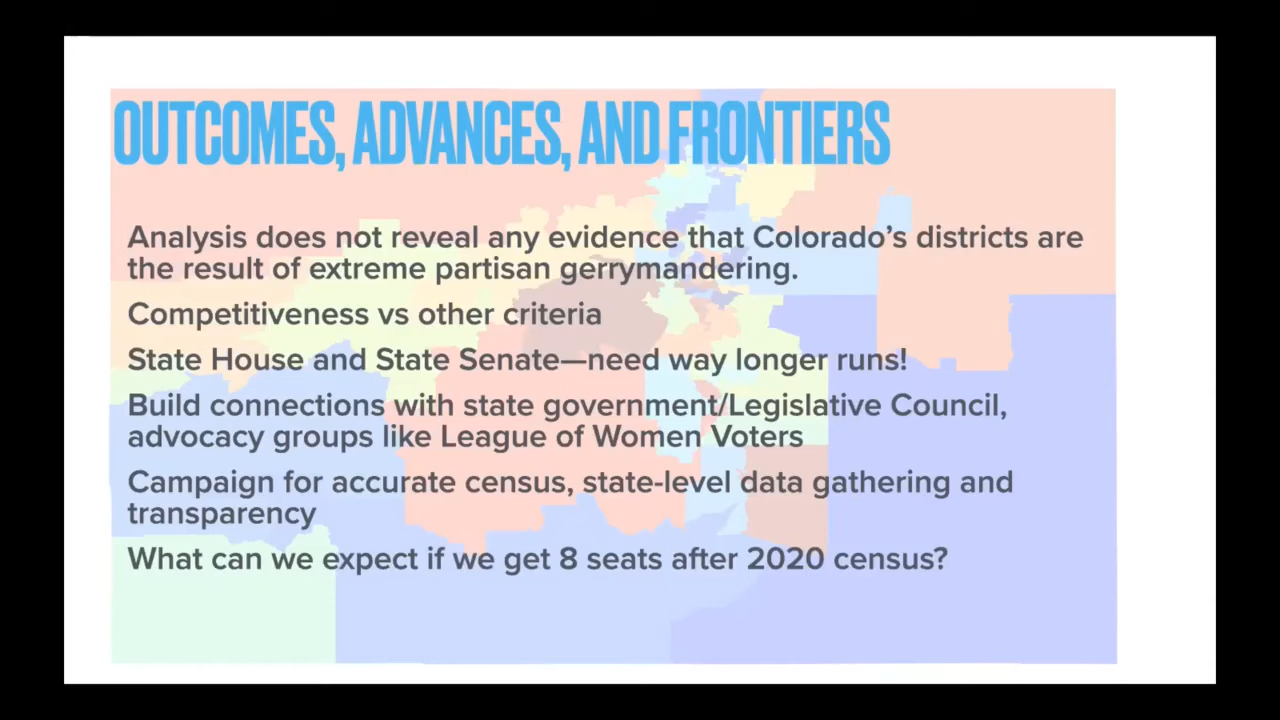 OUTCOMES, ADVANCES, AND FRONTIERS
Analysis does not reveal any evidence that Colorado’s districts are
the result of extreme partisan gerrymandering.
Competitiveness vs other criteria
State House and State Senate—need way longer runs!
Build connections with state government/Legislative Council,
advocacy groups like League of Women Voters
Campaign for accurate census, state-level data gathering and
transparency
What can we expect if we get 8 seats after 2020 census?